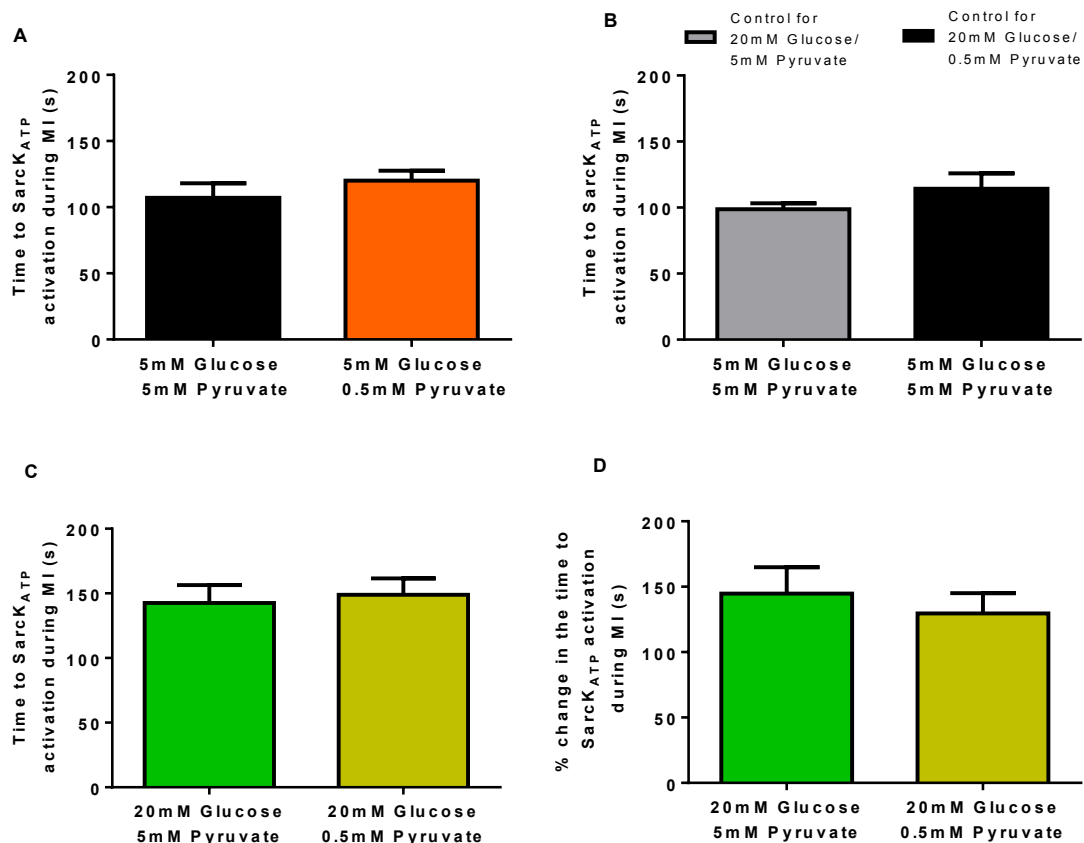 A
Time to SarcKATP
activation during MI (s)
200
150
100
50
0
5mM Glucose
5mM Pyruvate
5mM Glucose
0.5mM Pyruvate
B
Control for
20mM Glucose/
5mM Pyruvate
Control for
20mM Glucose/
0.5mM Pyruvate
Time to SarcKATP
activation during MI (s)
200
150
100
50
0
5mM Glucose
5mM Pyruvate
5mM Glucose
5mM Pyruvate
C
Time to SarcKATP
activation during MI (s)
200
150
100
50
0
20mM Glucose
5mM Pyruvate
20mM Glucose
0.5mM Pyruvate
D
% change in the time to
SarcKATP activation
during MI (s)
200
150
100
50
0
20mM Glucose
5mM Pyruvate
20mM Glucose
0.5mM Pyruvate